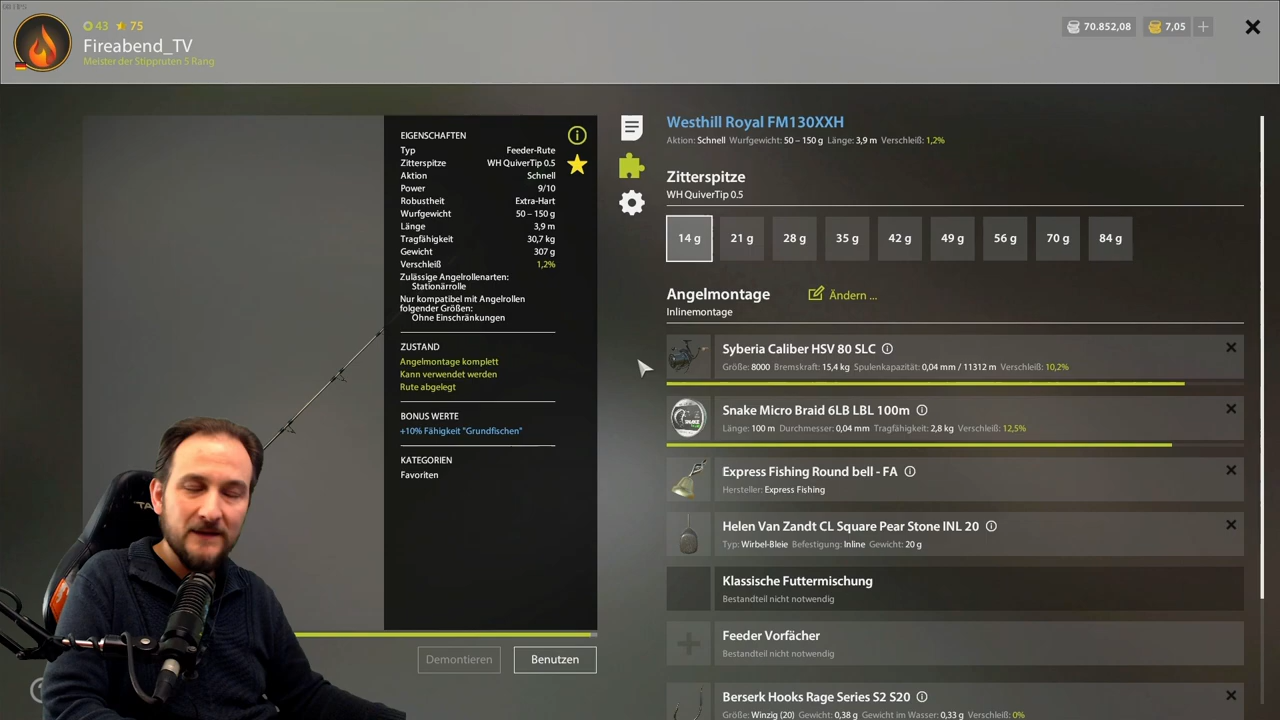 43 75
Fireabend_TV
Meister der Stippruten 5 Rang
70.852,08
7,05
EIGENSCHAFTEN
Typ Feeder-Rute
Zitterspitze WH QuiverTip 0.5
Aktion Schnell
Power 9/10
Robustheit Extra-Hart
Wurfgewicht 50 – 150 g
Länge 3,9 m
Tragfähigkeit 30,7 kg
Gewicht 307 g
Verschleiß 1,2%
Zulässige Angelrollenarten:
Stationärrolle
Nur kompatibel mit Angelrollen
folgender Größen:
Ohne Einschränkungen
ZUSTAND
Angelmontage komplett
Kann verwendet werden
Rute abgelegt
BONUS WERTE
+10% Fähigkeit "Grundfischen"
KATEGORIEN
Favoriten
Demontieren
Benutzen
Westhill Royal FM130XXH
Aktion: Schnell Wurfgewicht: 50 – 150 g Länge: 3,9 m Verschleiß: 1,2%
Zitterspitze
WH QuiverTip 0.5
14 g 21 g 28 g 35 g 42 g 49 g 56 g 70 g 84 g
Angelmontage Ändern ...
Inlinemontage
Syberia Caliber HSV 80 SLC
Größe: 8000 Bremskraft: 15,4 kg Spulenkapazität: 0,04 mm / 11312 m Verschleiß: 10,2%
Snake Micro Braid 6LB LBL 100m
Länge: 100 m Durchmesser: 0,04 mm Tragfähigkeit: 2,8 kg Verschleiß: 12,5%
Express Fishing Round bell - FA
Hersteller: Express Fishing
Helen Van Zandt CL Square Pear Stone INL 20
Typ: Wirbel-Bleie Befestigung: Inline Gewicht: 20 g
Klassische Futtermischung
Bestandteil nicht notwendig
Feeder Vorfächer
Bestandteil nicht notwendig
Berserk Hooks Rage Series S2 S20
Größe: Winzig (20) Gewicht: 0,38 g Gewicht im Wasser: 0,33 g Verschleiß: 0%